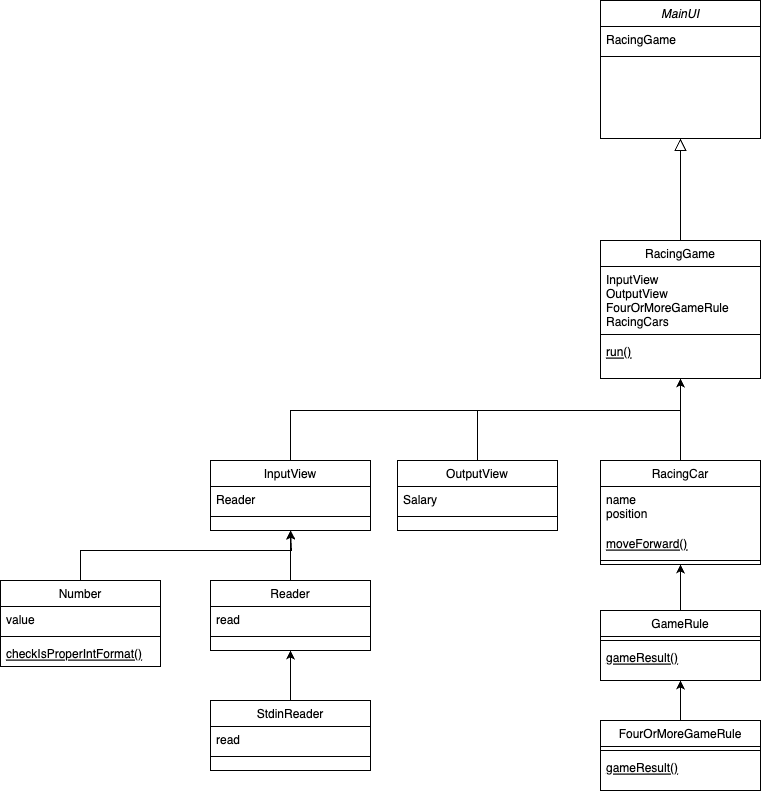 MainUI
RacingGame
RacingGame
InputView
OutputView
FourOrMoreGameRule
RacingCars
run()
InputView
Reader
OutputView
Salary
RacingCar
name
position
moveForward()
Number
value
checkIsProperIntFormat()
Reader
read
GameRule
gameResult()
StdinReader
read
FourOrMoreGameRule
gameResult()